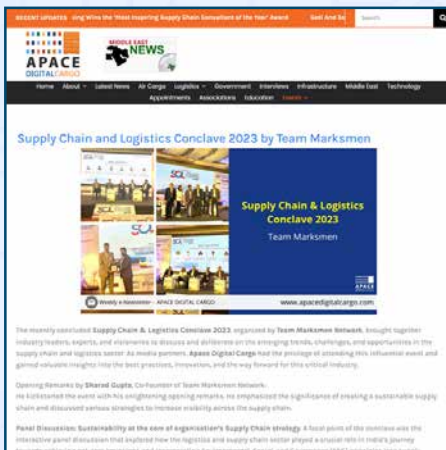 RECENT UPDATES
ing Wins the 'Most Inspiring Supply Chain Consultant of the Year' Award
Search
APACE
DIGITAL CARGO
MIDDLE EAST
NEWS
Home About Latest News Air Cargo Logistics Government Interviews Infrastructure Middle East Technology
Appointments Associations Education Events
Supply Chain and Logistics Conclave 2023 by Team Marksmen
Supply Chain & Logistics
Conclave 2023
Team Marksmen
APACE
Weekly e-Newsletter - APACE DIGITAL CARGO
www.apacedigitalcargo.com
The recently concluded Supply Chain & Logistics Conclave 2023 organized by Team Marksmen Network, brought together
industry leaders, experts, and visionaries to discuss and deliberate on the emerging trends, challenges, and opportunities in the
supply chain and logistics sector. As media partners, Apace Digital Cargo had the privilege of attending this influential event and
gained valuable insights into the best practices, innovation, and the way forward for this critical industry.
Opening Remarks by Sharad Gupta, Co-Founder of Team Marksmen Network:-
He kickstarted the event with his enlightening opening remarks. He emphasized the significance of creating a sustainable supply
chain and discussed various strategies to increase visibility across the supply chain.
Panel Discussion: Sustainability at the core of organisation's Supply Chain strategy. A focal point of the conclave was the
interactive panel discussion that explored how the logistics and supply chain sector played a crucial role in India's journey